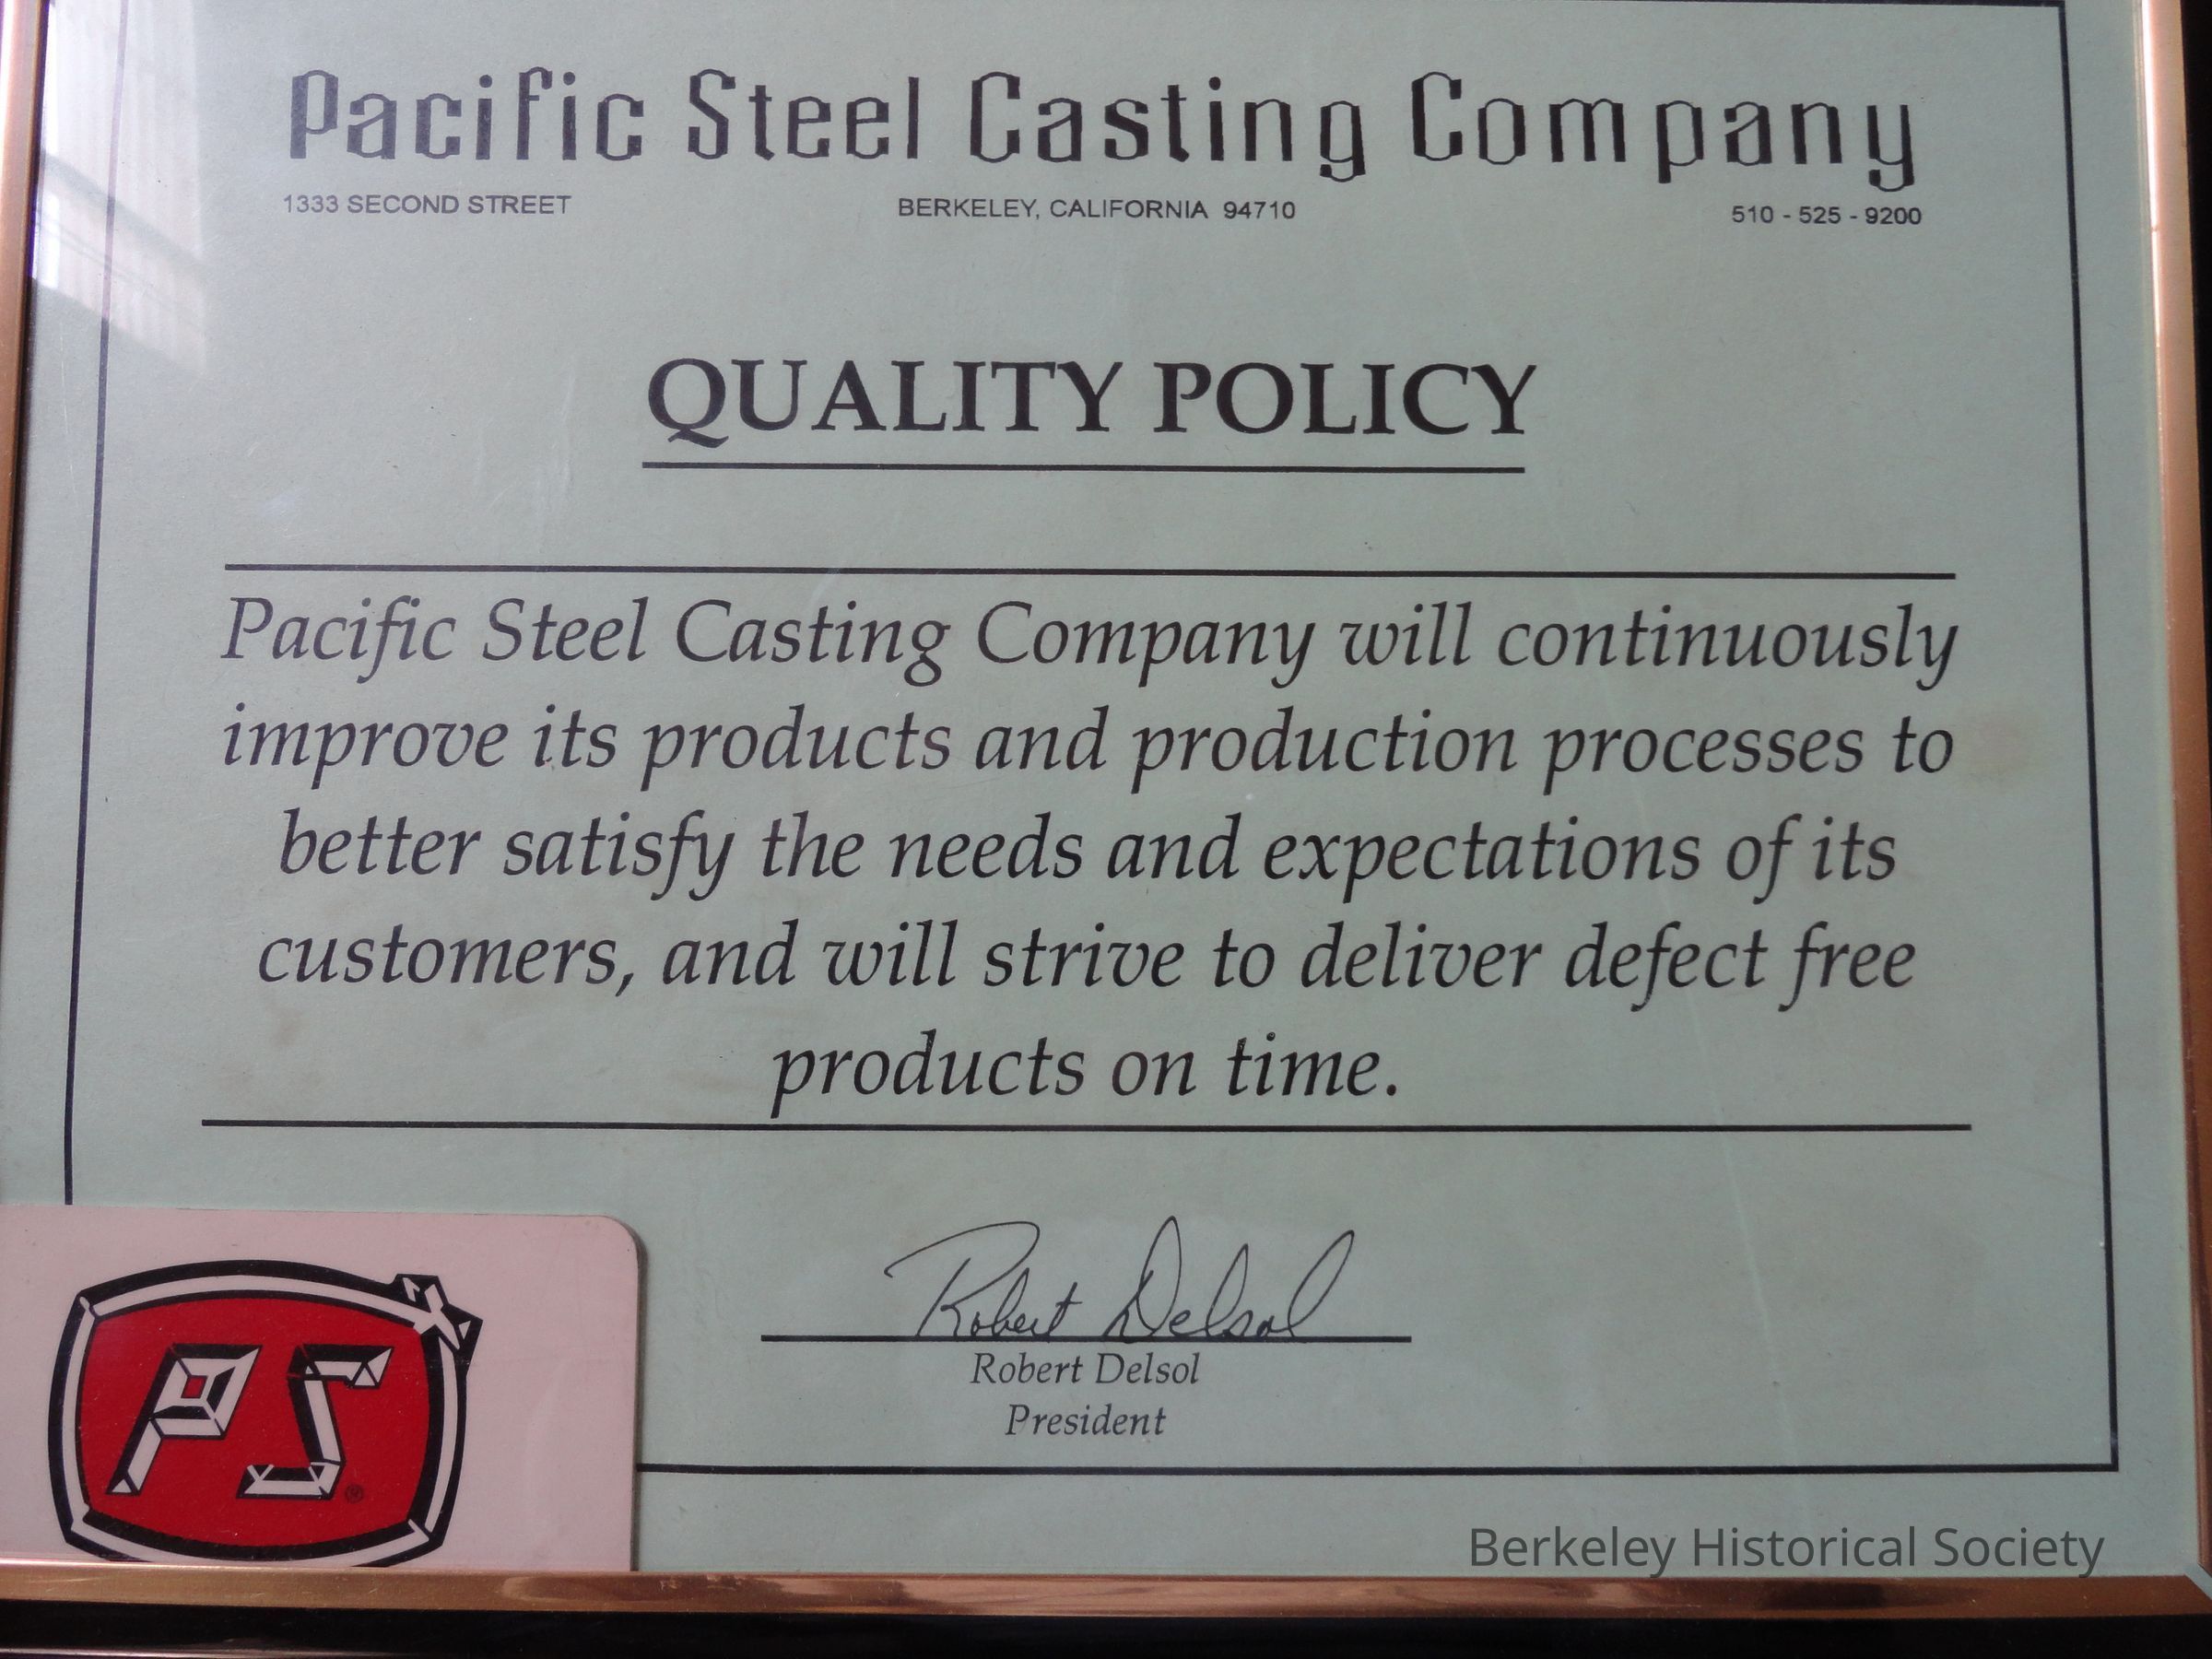 Pacific Steel Casting Company
1333 SECOND STREET BERKELEY, CALIFORNIA 94710 510 - 525 - 9200
QUALITY POLICY
Pacific Steel Casting Company will continuously
improve its products and production processes to
better satisfy the needs and expectations of its
customers, and will strive to deliver defect free
products on time.
Robert Delsol
Robert Delsol
President
PS®
Berkeley Historical Society